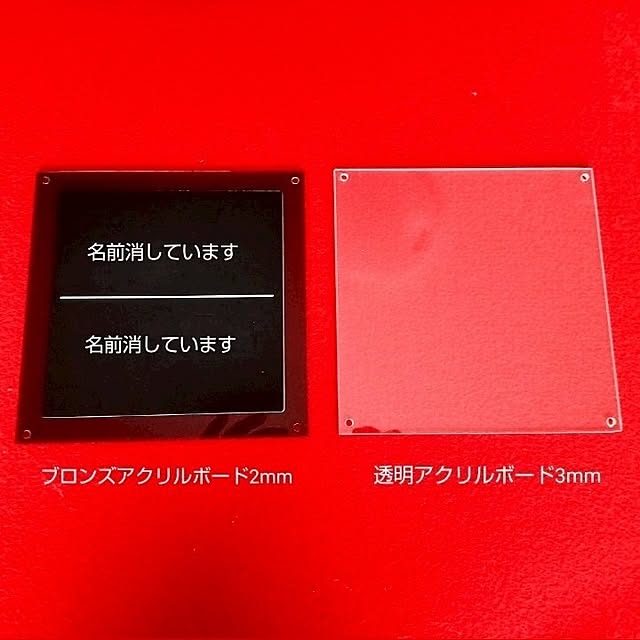 名前消しています
名前消しています
ブロンズアクリルボード2mm
透明アクリルボード3mm